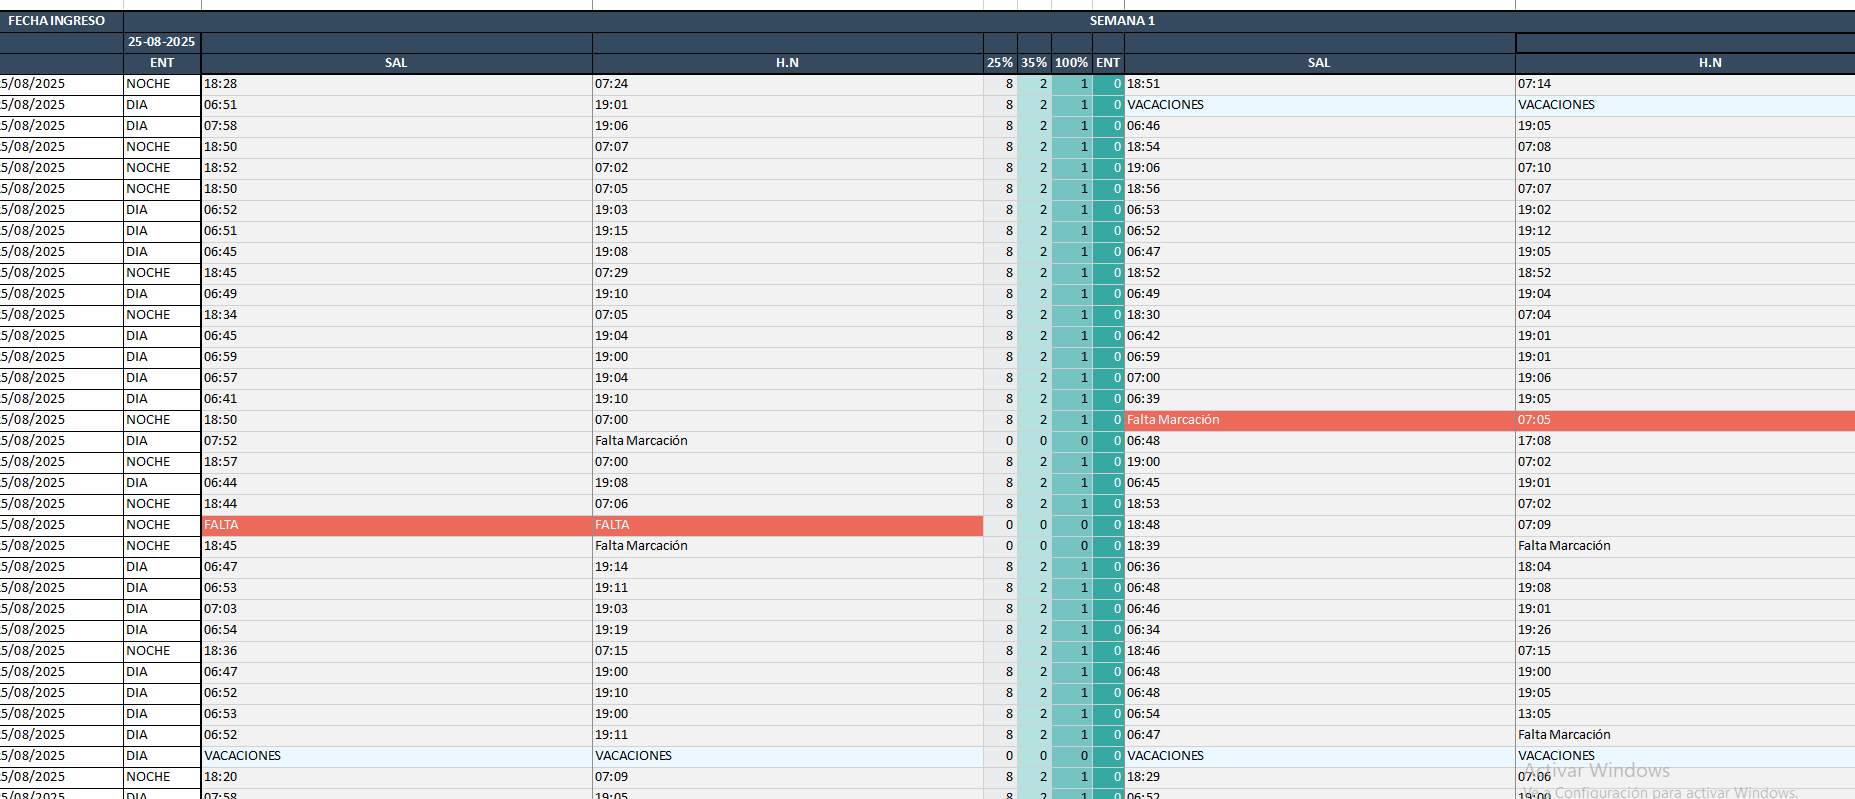 FECHA INGRESO SEMANA 1
25-08-2025
ENT SAL H.N 25% 35% 100% ENT SAL H.N
5/08/2025 NOCHE 18:28 07:24 8 2 1 0 18:51 07:14
5/08/2025 DIA 06:51 19:01 8 2 1 0 VACACIONES VACACIONES
5/08/2025 DIA 07:58 19:06 8 2 1 0 06:46 19:05
5/08/2025 NOCHE 18:50 07:07 8 2 1 0 18:54 07:08
5/08/2025 NOCHE 18:52 07:02 8 2 1 0 19:06 07:10
5/08/2025 NOCHE 18:50 07:05 8 2 1 0 18:56 07:07
5/08/2025 DIA 06:52 19:03 8 2 1 0 06:53 19:02
5/08/2025 DIA 06:51 19:15 8 2 1 0 06:52 19:12
5/08/2025 DIA 06:45 19:08 8 2 1 0 06:47 19:05
5/08/2025 NOCHE 18:45 07:29 8 2 1 0 18:52 18:52
5/08/2025 DIA 06:49 19:10 8 2 1 0 06:49 19:04
5/08/2025 NOCHE 18:34 07:05 8 2 1 0 18:30 07:04
5/08/2025 DIA 06:45 19:04 8 2 1 0 06:42 19:01
5/08/2025 DIA 06:59 19:00 8 2 1 0 06:59 19:01
5/08/2025 DIA 06:57 19:04 8 2 1 0 07:00 19:06
5/08/2025 DIA 06:41 19:10 8 2 1 0 06:39 19:05
5/08/2025 NOCHE 18:50 07:00 8 2 1 0 Falta Marcación 07:05
5/08/2025 DIA 07:52 Falta Marcación 0 0 0 0 06:48 17:08
5/08/2025 NOCHE 18:57 07:00 8 2 1 0 19:00 07:02
5/08/2025 DIA 06:44 19:08 8 2 1 0 06:45 19:01
5/08/2025 NOCHE 18:44 07:06 8 2 1 0 18:53 07:02
5/08/2025 NOCHE FALTA FALTA 0 0 0 0 18:48 07:09
5/08/2025 NOCHE 18:45 Falta Marcación 0 0 0 0 18:39 Falta Marcación
5/08/2025 DIA 06:47 19:14 8 2 1 0 06:36 18:04
5/08/2025 DIA 06:53 19:11 8 2 1 0 06:48 19:08
5/08/2025 DIA 07:03 19:03 8 2 1 0 06:46 19:01
5/08/2025 DIA 06:54 19:19 8 2 1 0 06:34 19:26
5/08/2025 NOCHE 18:36 07:15 8 2 1 0 18:46 07:15
5/08/2025 DIA 06:47 19:00 8 2 1 0 06:48 19:00
5/08/2025 DIA 06:52 19:10 8 2 1 0 06:48 19:05
5/08/2025 DIA 06:53 19:00 8 2 1 0 06:54 13:05
5/08/2025 DIA 06:52 19:11 8 2 1 0 06:47 Falta Marcación
5/08/2025 DIA VACACIONES VACACIONES 0 0 0 0 VACACIONES VACACIONES
5/08/2025 NOCHE 18:20 07:09 8 2 1 0 18:29 07:06
Activar Windows
5/08/2025 DIA 07:58 19:05 8 2 1 0 06:52 19:00
Ve a Configuración para activar Windows.